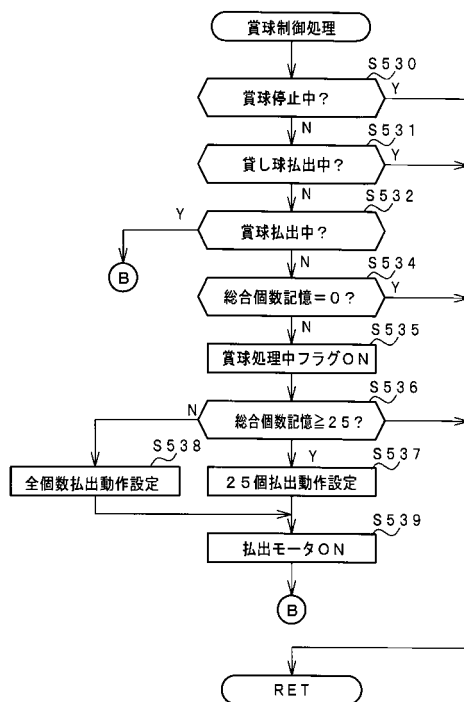 賞球制御処理
S530
賞球停止中?
Y
N
S531
貸し球払出中?
Y
N
S532
賞球払出中?
Y
N
B
S534
総合個数記憶=0?
Y
N
S535
賞球処理中フラグON
S536
総合個数記憶≧25?
N
Y
S538
全個数払出動作設定
S537
25個払出動作設定
S539
払出モータON
B
RET